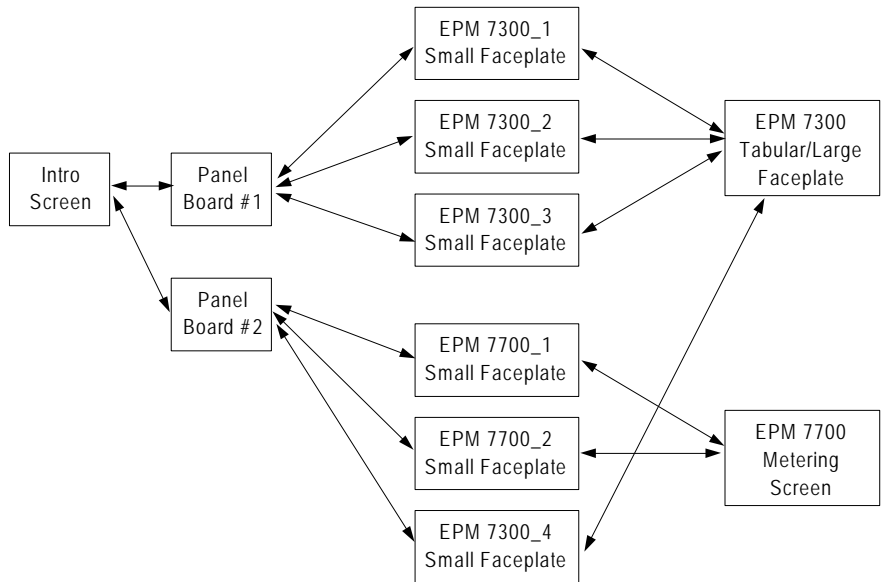 Intro
Screen
Panel
Board #1
Panel
Board #2
EPM 7300_1
Small Faceplate
EPM 7300_2
Small Faceplate
EPM 7300_3
Small Faceplate
EPM 7700_1
Small Faceplate
EPM 7700_2
Small Faceplate
EPM 7300_4
Small Faceplate
EPM 7300
Tabular/Large
Faceplate
EPM 7700
Metering
Screen